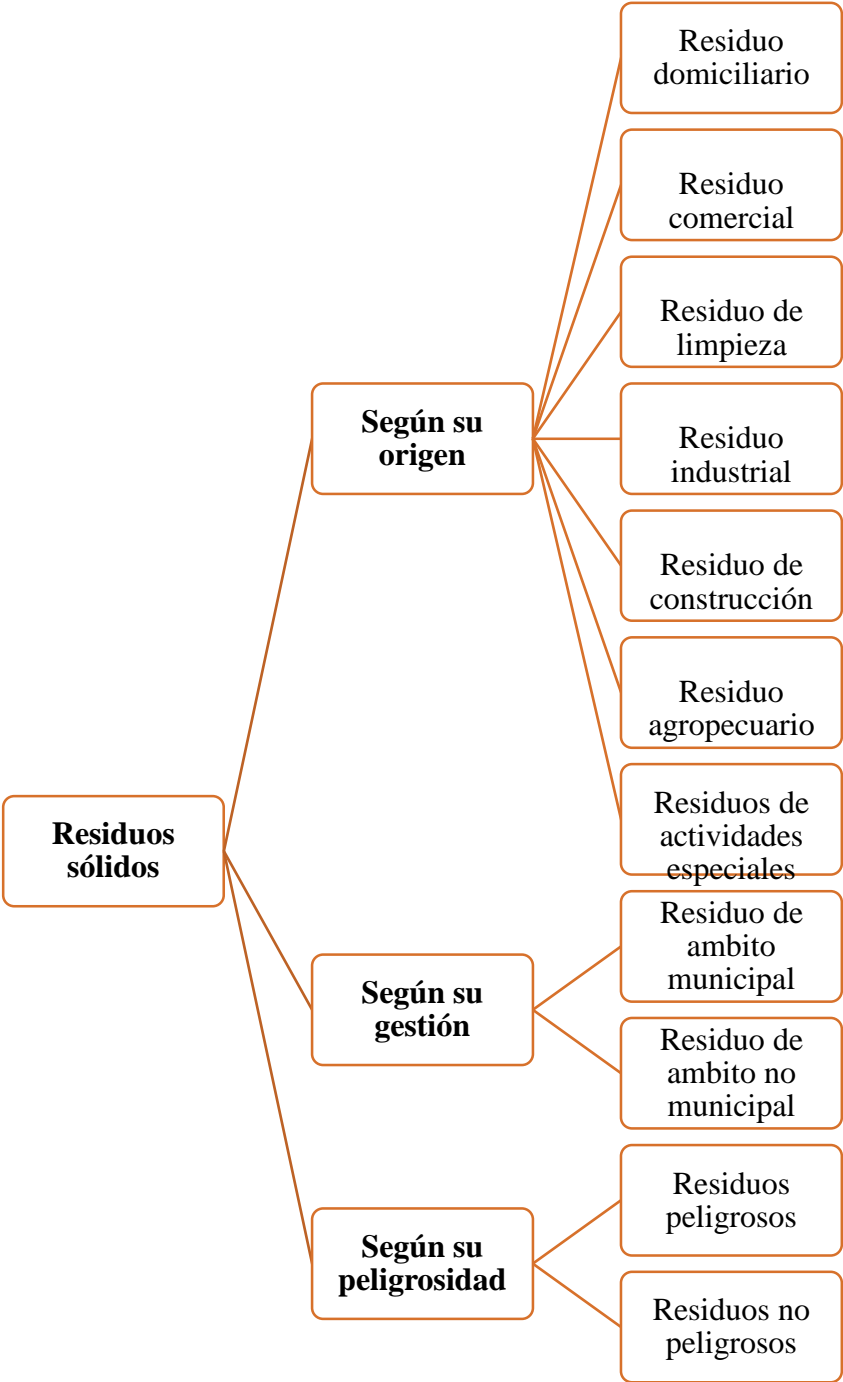 Residuos
sólidos
Según su
origen
Residuo
domiciliario
Residuo
comercial
Residuo de
limpieza
Residuo
industrial
Residuo de
construcción
Residuo
agropecuario
Residuos de
actividades
especiales
Según su
gestión
Residuo de
ambito
municipal
Residuo de
ambito no
municipal
Según su
peligrosidad
Residuos
peligrosos
Residuos no
peligrosos